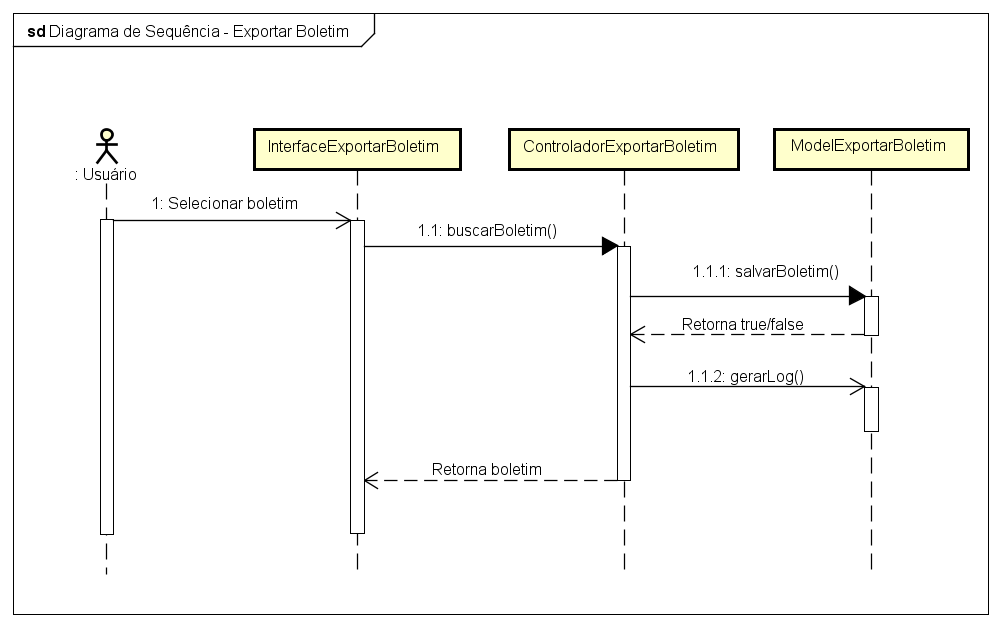 sd Diagrama de Sequência - Exportar Boletim
: Usuário
InterfaceExportarBoletim
ControladorExportarBoletim
ModelExportarBoletim
1: Selecionar boletim
1.1: buscarBoletim()
1.1.1: salvarBoletim()
Retorna true/false
1.1.2: gerarLog()
Retorna boletim